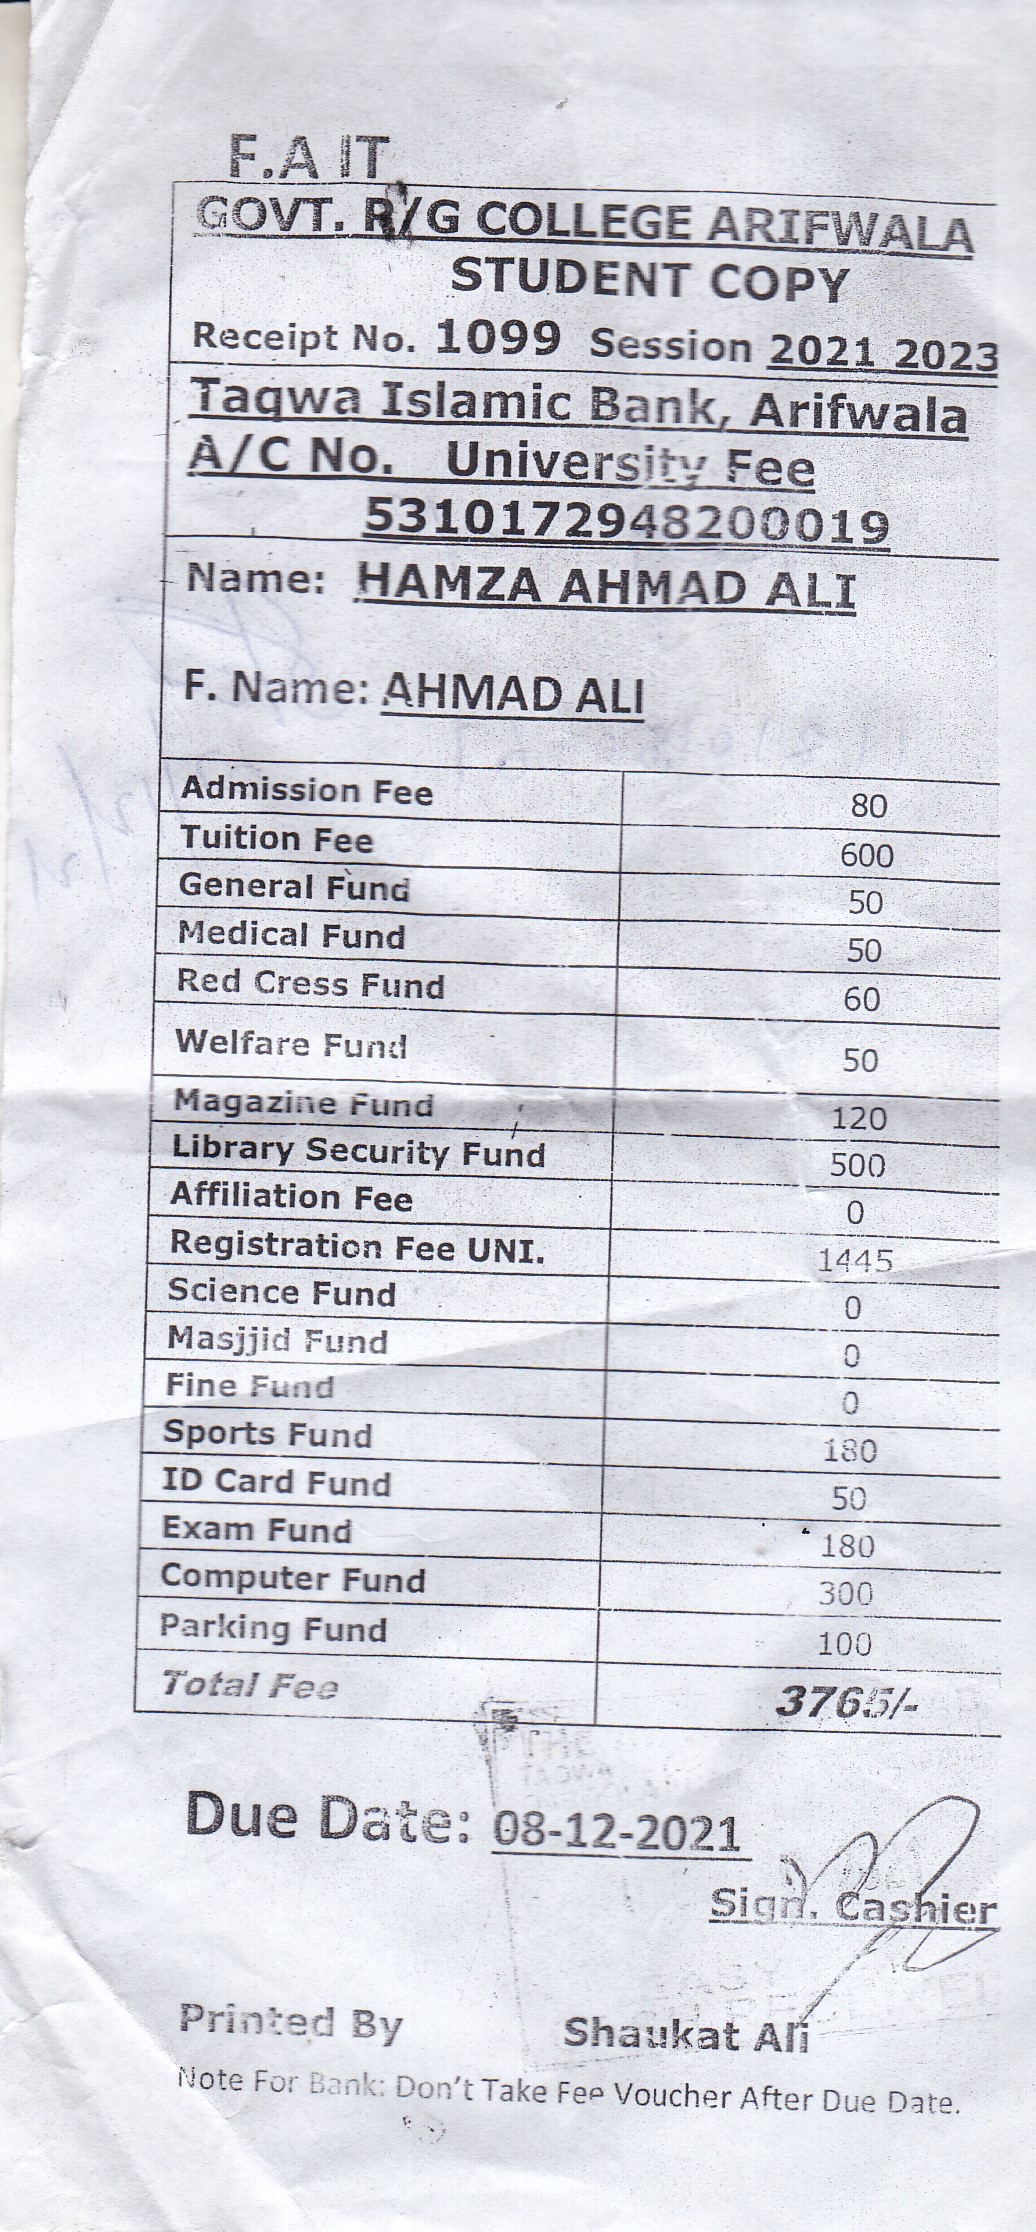 F.A IT
GOVT. R/G COLLEGE ARIFWALA
STUDENT COPY
Receipt No. 1099 Session 2021 2023
Taqwa Islamic Bank, Arifwala
A/C No. University Fee
5310172948200019
Name: HAMZA AHMAD ALI
F. Name: AHMAD ALI
Admission Fee 80
Tuition Fee 600
General Fund 50
Medical Fund 50
Red Cress Fund 60
Welfare Fund 50
Magazine Fund 120
Library Security Fund 500
Affiliation Fee 0
Registration Fee UNI. 1445
Science Fund 0
Masjjid Fund 0
Fine Fund 0
Sports Fund 180
ID Card Fund 50
Exam Fund 180
Computer Fund 300
Parking Fund 100
Total Fee 3765/-
THE
TAQWA
Due Date: 08-12-2021
Sign. Cashier
Printed By Shaukat Ali
Note For Bank: Don't Take Fee Voucher After Due Date.